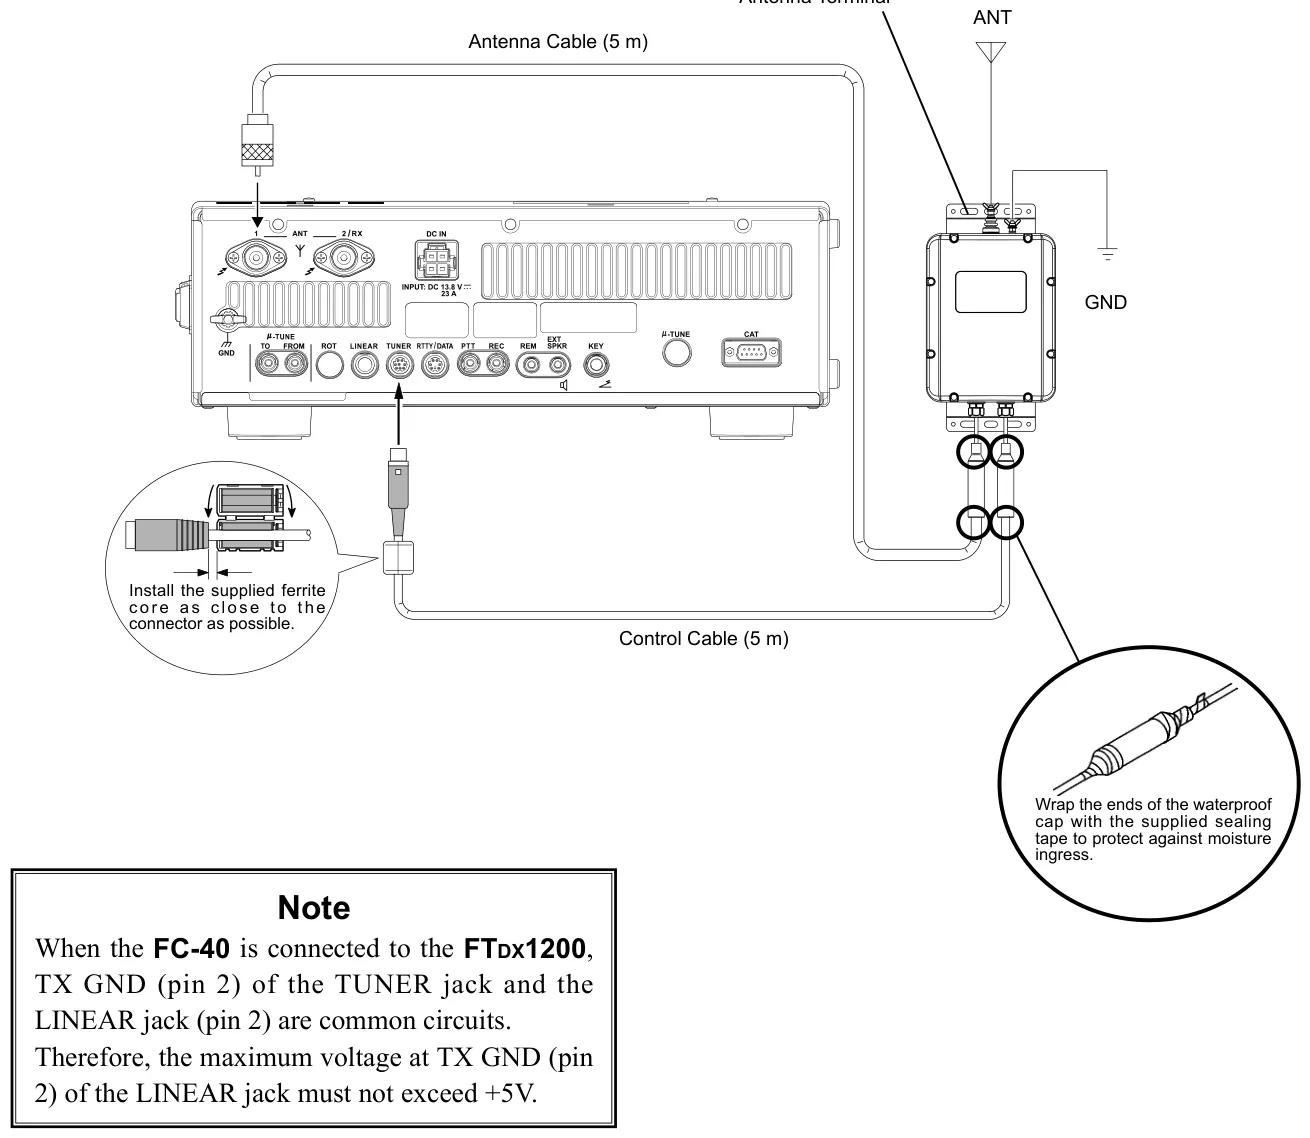 Antenna Terminal
ANT
Antenna Cable (5 m)
1 ANT 2/RX
DC IN
INPUT: DC 13.8 V
23 A
GND
μ-TUNE
TO FROM
ROT
LINEAR
TUNER
RTTY/DATA
PTT
REC
REM
EXT
SPKR
KEY
μ-TUNE
CAT
GND
Install the supplied ferrite
core as close to the
connector as possible.
Control Cable (5 m)
Wrap the ends of the waterproof
cap with the supplied sealing
tape to protect against moisture
ingress.
Note
When the FC-40 is connected to the FTDX1200,
TX GND (pin 2) of the TUNER jack and the
LINEAR jack (pin 2) are common circuits.
Therefore, the maximum voltage at TX GND (pin
2) of the LINEAR jack must not exceed +5V.